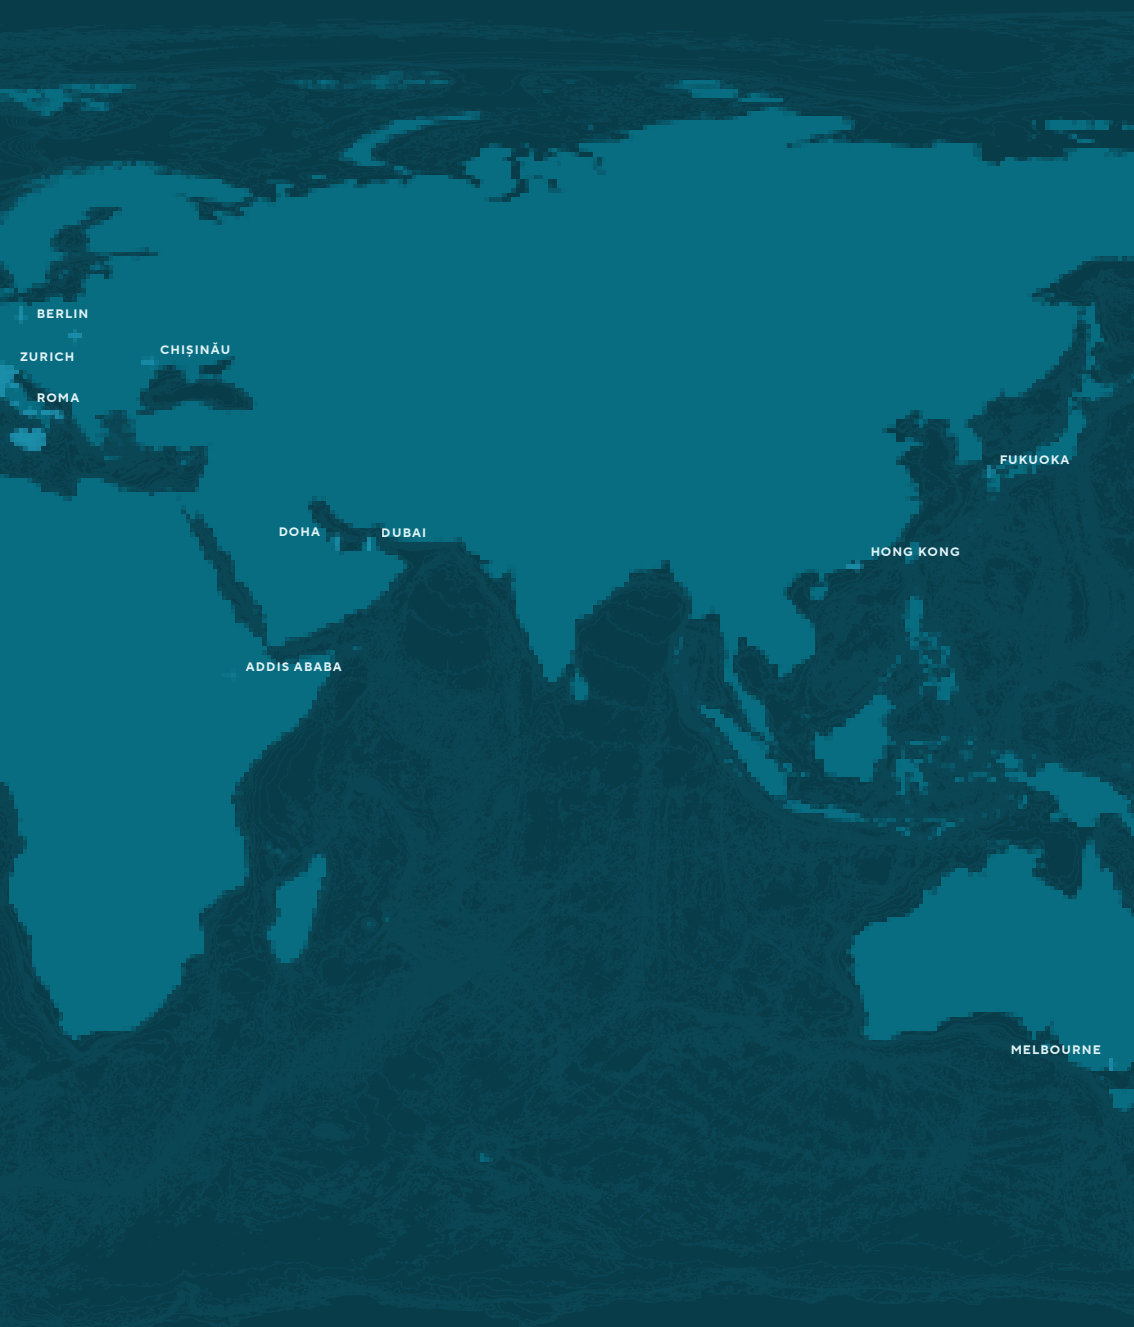 BERLIN
CHIȘINĂU
ZURICH
ROMA
FUKUOKA
DOHA
DUBAI
HONG KONG
ADDIS ABABA
MELBOURNE